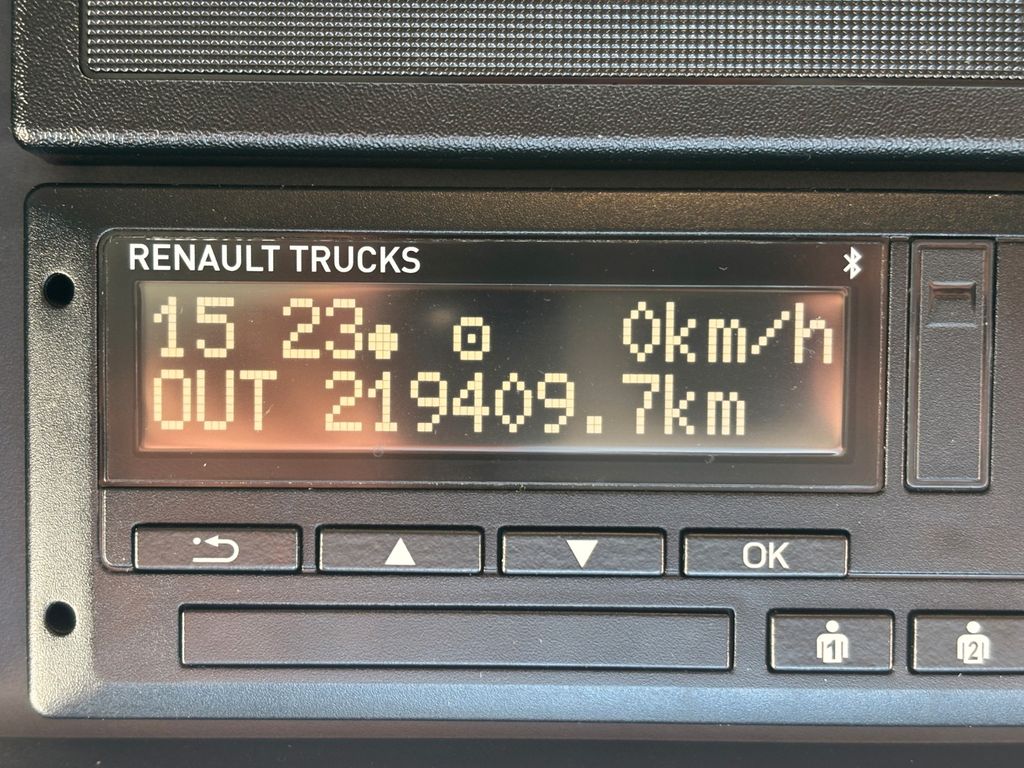 RENAULT TRUCKS
15 23 0km/h
OUT 219409.7km
OK
1
2